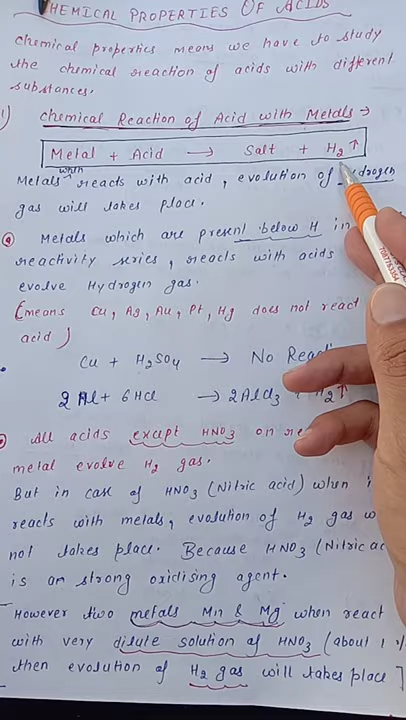 CHEMICAL PROPERTIES OF ACIDS
chemical properties means we have to study
the chemical reaction of acids with different
substances.
1) chemical Reaction of Acid with Metals →
Metal + Acid → Salt + H₂ ↑
Metals when reacts with acid, evolution of hydrogen
gas will takes place.
Metals which are present below H in
reactivity series, reacts with acids
evolve Hydrogen gas.
(means Cu, Ag, Au, Pt, Hg does not react
acid)
Cu + H₂SO₄ → No
2Al + 6HCl → 2AlCl₃ H₂ ↑
All acids except HNO₃ on
metal evolve H₂ gas.
But in case of HNO₃ (Nitric acid) when
reacts with metals, evolution of H₂ gas
not takes place. Because HNO₃ (Nitric
is an strong oxidising agent.
However two metals Mn & Mg when react
with very dilute solution of HNO₃ (about 1
then evolution of H₂ gas will takes place]